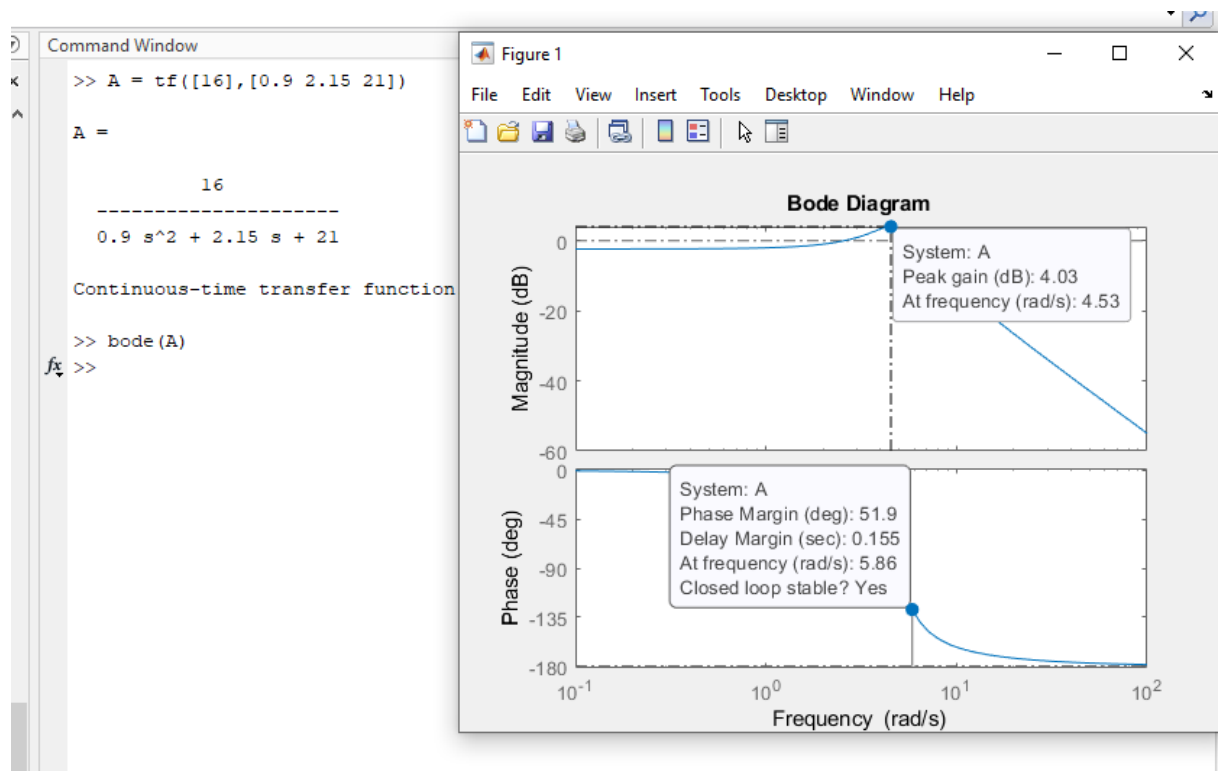 Command Window
>> A = tf([16],[0.9 2.15 21])
A =
16
---------------------
0.9 s^2 + 2.15 s + 21
Continuous-time transfer function
>> bode(A)
fx >>
Figure 1
File Edit View Insert Tools Desktop Window Help
Bode Diagram
Magnitude (dB)
0
-20
-40
-60
System: A
Peak gain (dB): 4.03
At frequency (rad/s): 4.53
Phase (deg)
0
-45
-90
-135
-180
System: A
Phase Margin (deg): 51.9
Delay Margin (sec): 0.155
At frequency (rad/s): 5.86
Closed loop stable? Yes
10^-1 10^0 10^1 10^2
Frequency (rad/s)